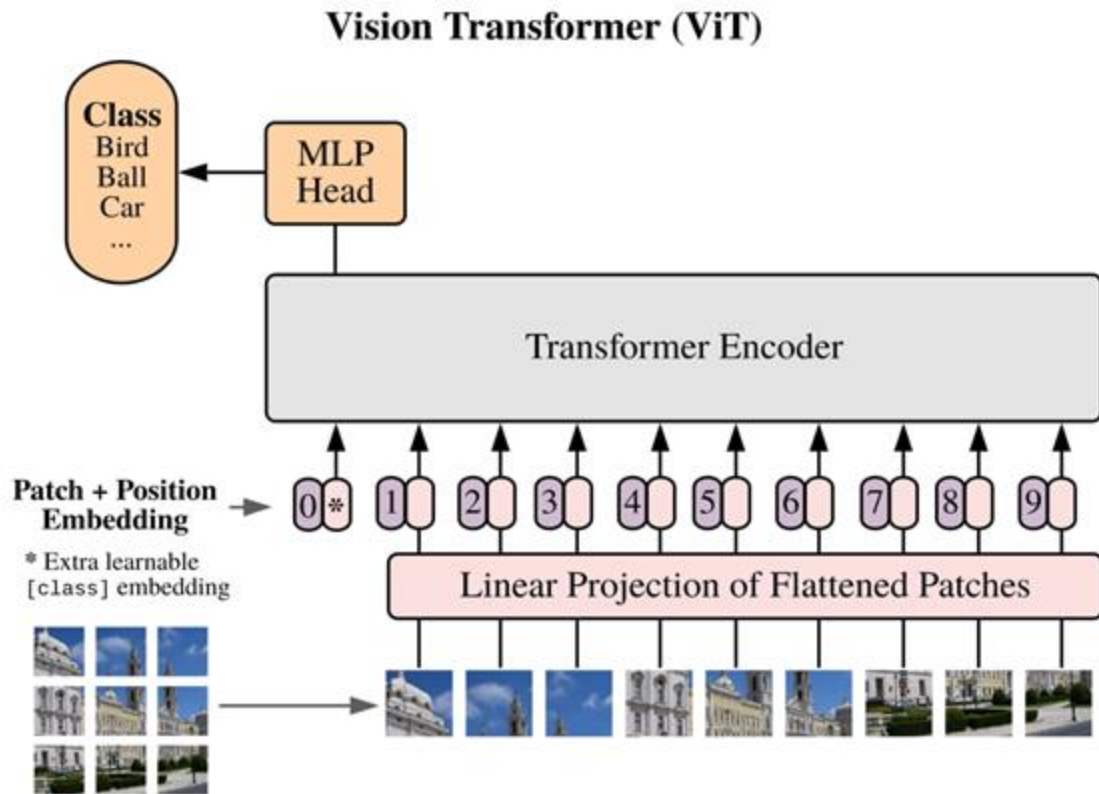 Vision Transformer (ViT)
Class
Bird
Ball
Car
...
MLP
Head
Transformer Encoder
Patch + Position
Embedding
0 * 1 2 3 4 5 6 7 8 9
* Extra learnable
[class] embedding
Linear Projection of Flattened Patches